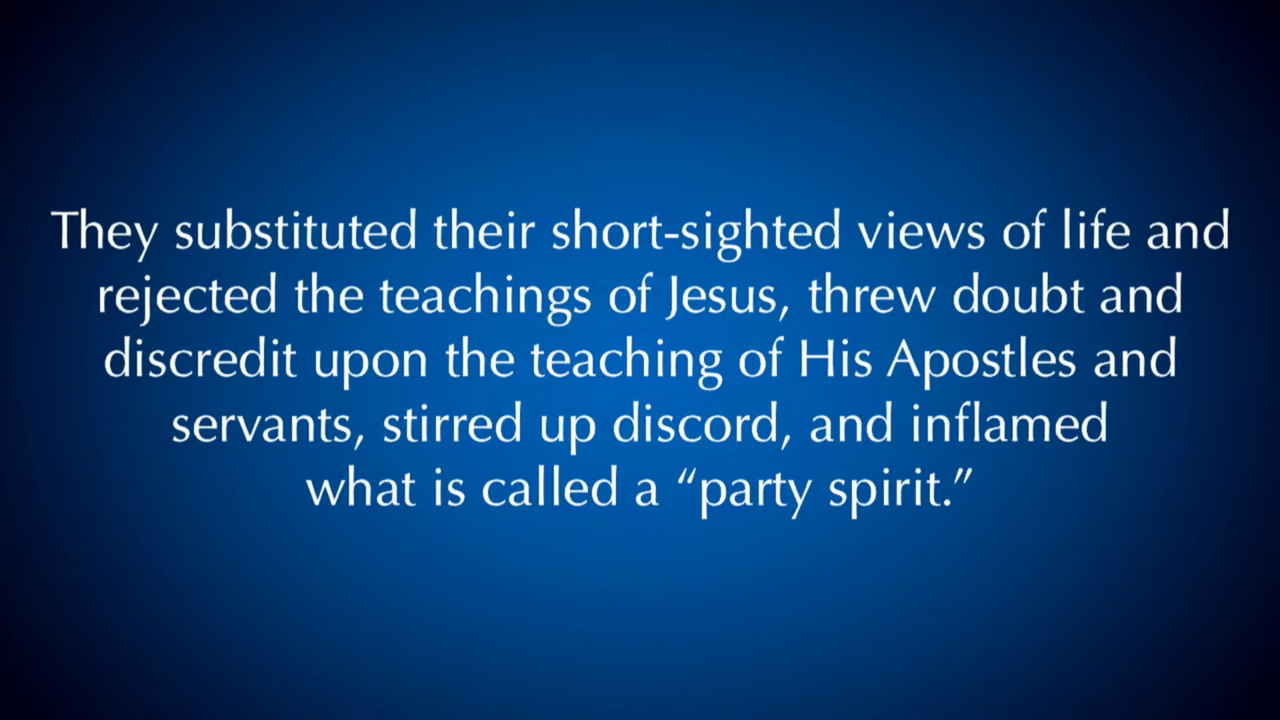 They substituted their short-sighted views of life and
rejected the teachings of Jesus, threw doubt and
discredit upon the teaching of His Apostles and
servants, stirred up discord, and inflamed
what is called a “party spirit.”